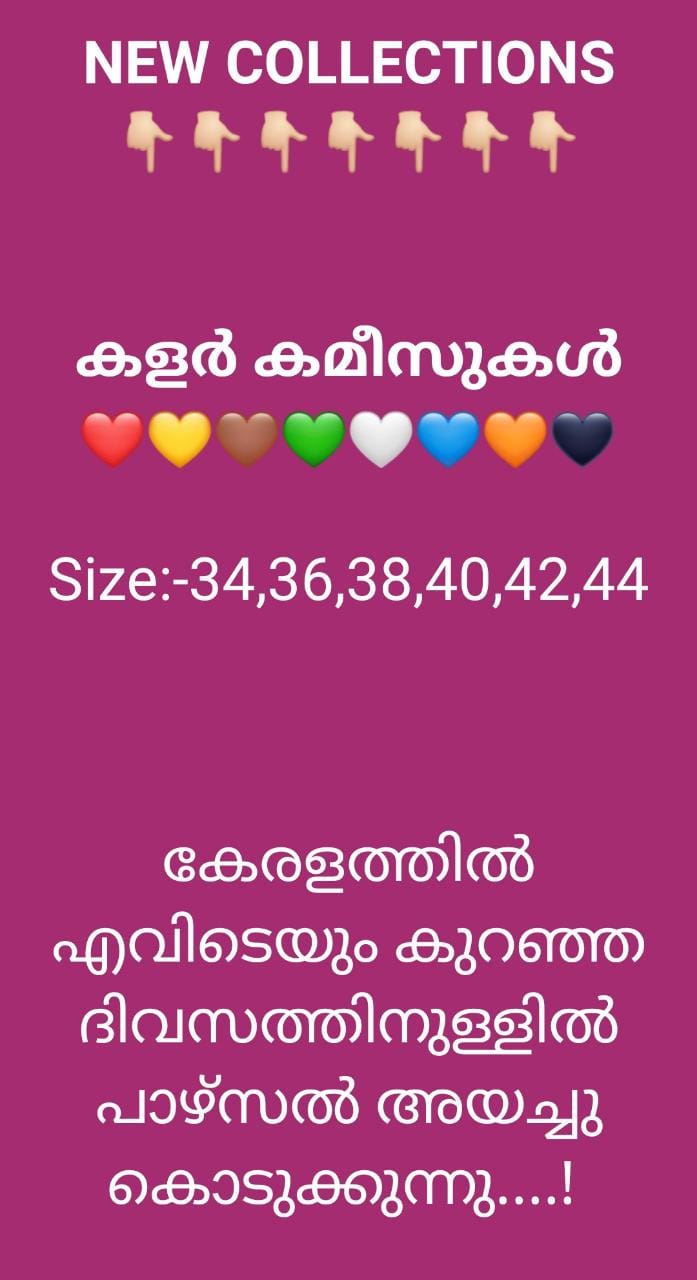 NEW COLLECTIONS
👇🏼👇🏼👇🏼👇🏼👇🏼👇🏼👇🏼
കളർ കമീസുകൾ
❤️💛🤎💚🤍💙🧡🖤
Size:-34,36,38,40,42,44
കേരളത്തിൽ
എവിടെയും കുറഞ്ഞ
ദിവസത്തിനുള്ളിൽ
പാഴ്സൽ അയച്ചു
കൊടുക്കുന്നു....!